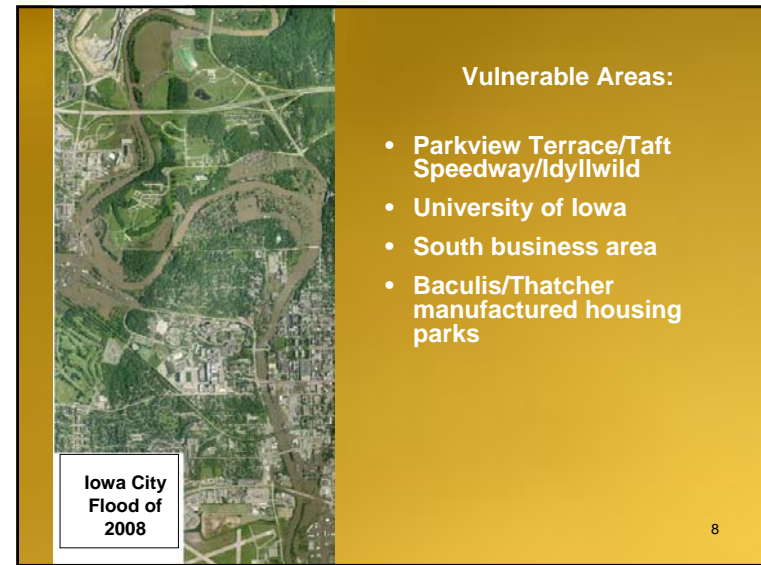 Vulnerable Areas:
• Parkview Terrace/Taft
Speedway/Idyllwild
• University of Iowa
• South business area
• Baculis/Thatcher
manufactured housing
parks
Iowa City
Flood of
2008
8